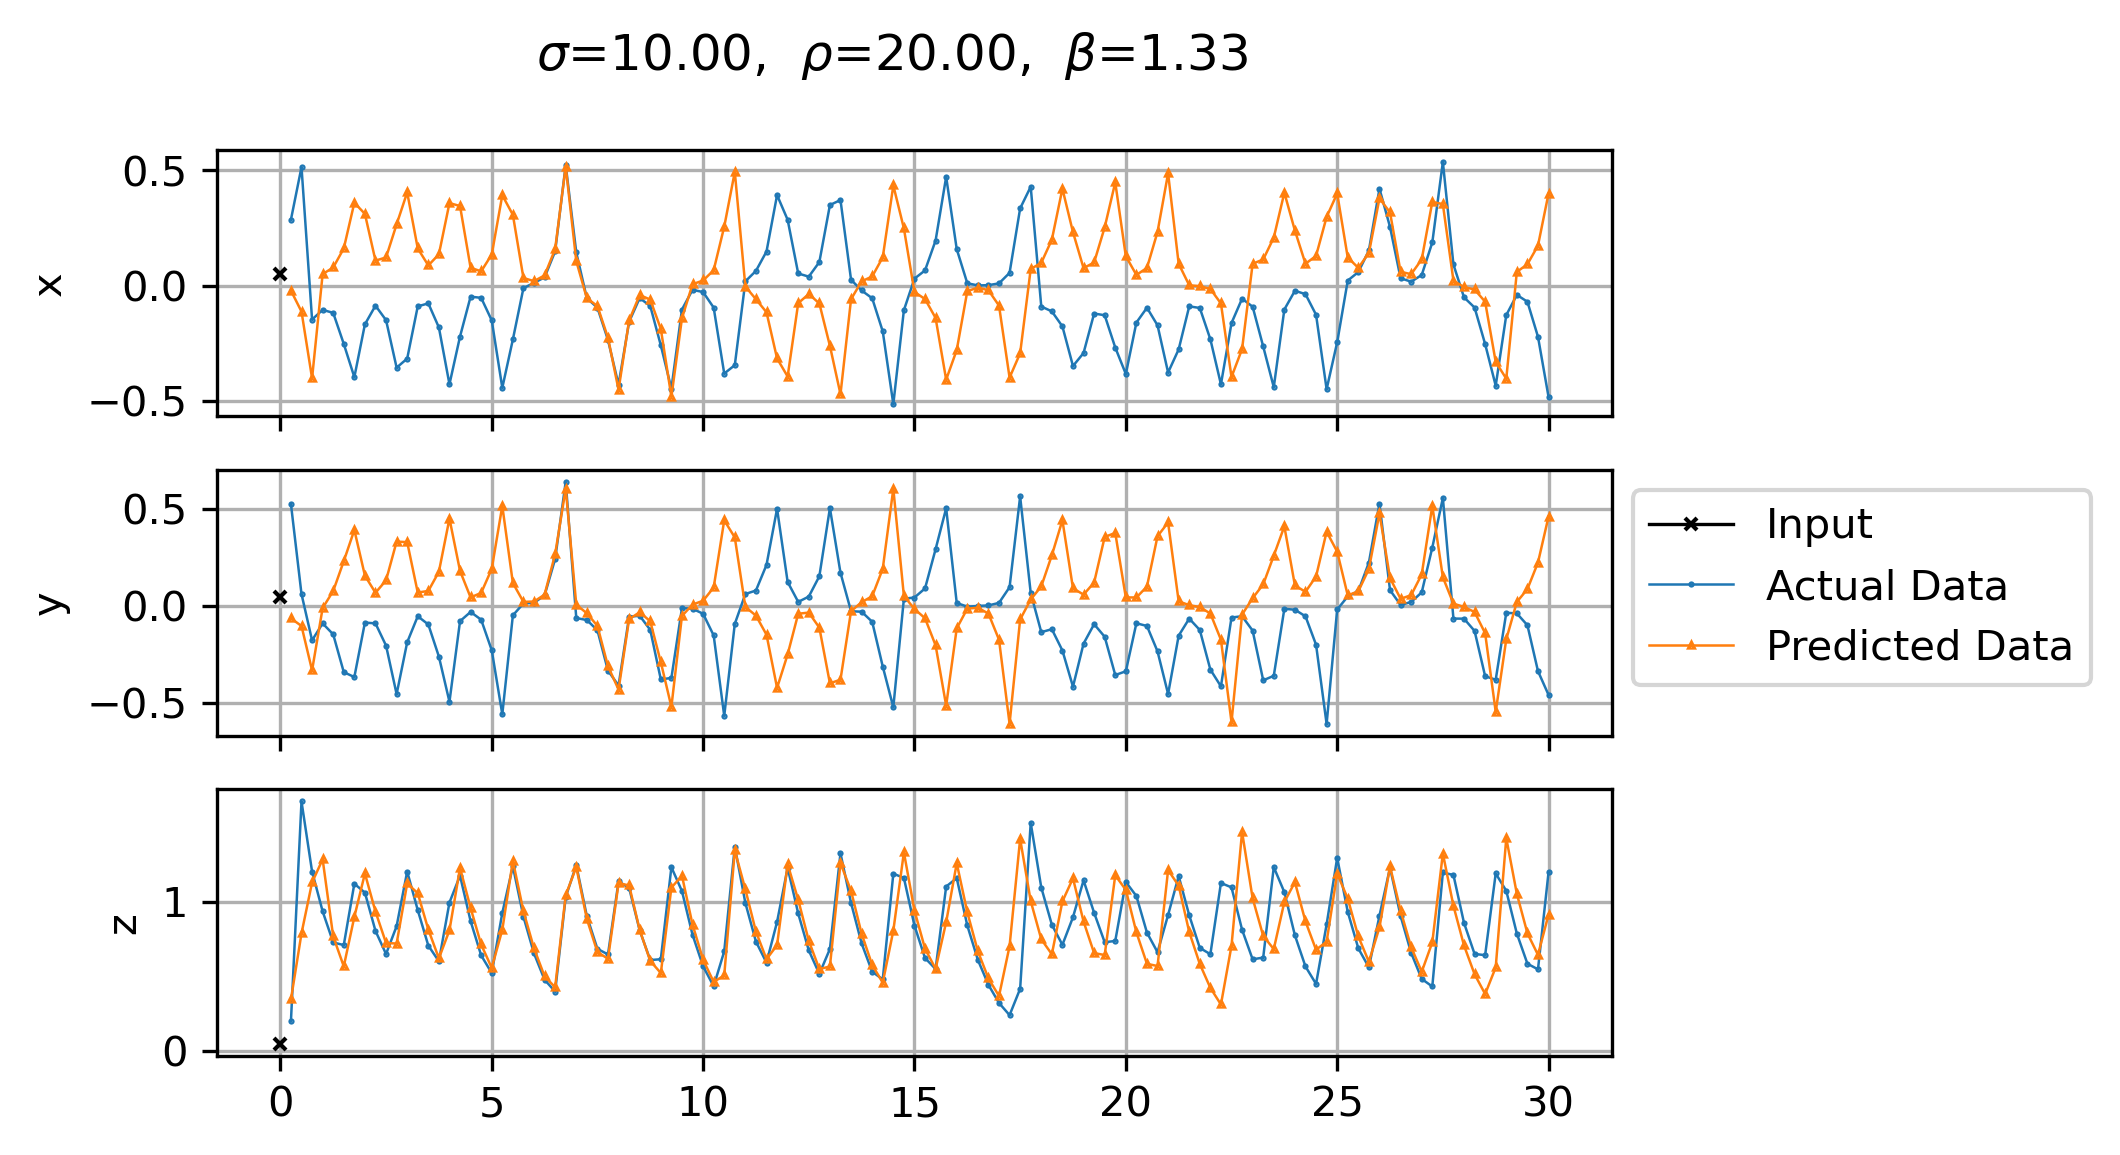 σ=10.00, ρ=20.00, β=1.33
x
0.5
0.0
−0.5
y
0.5
0.0
−0.5
Input
Actual Data
Predicted Data
z
1
0
0 5 10 15 20 25 30